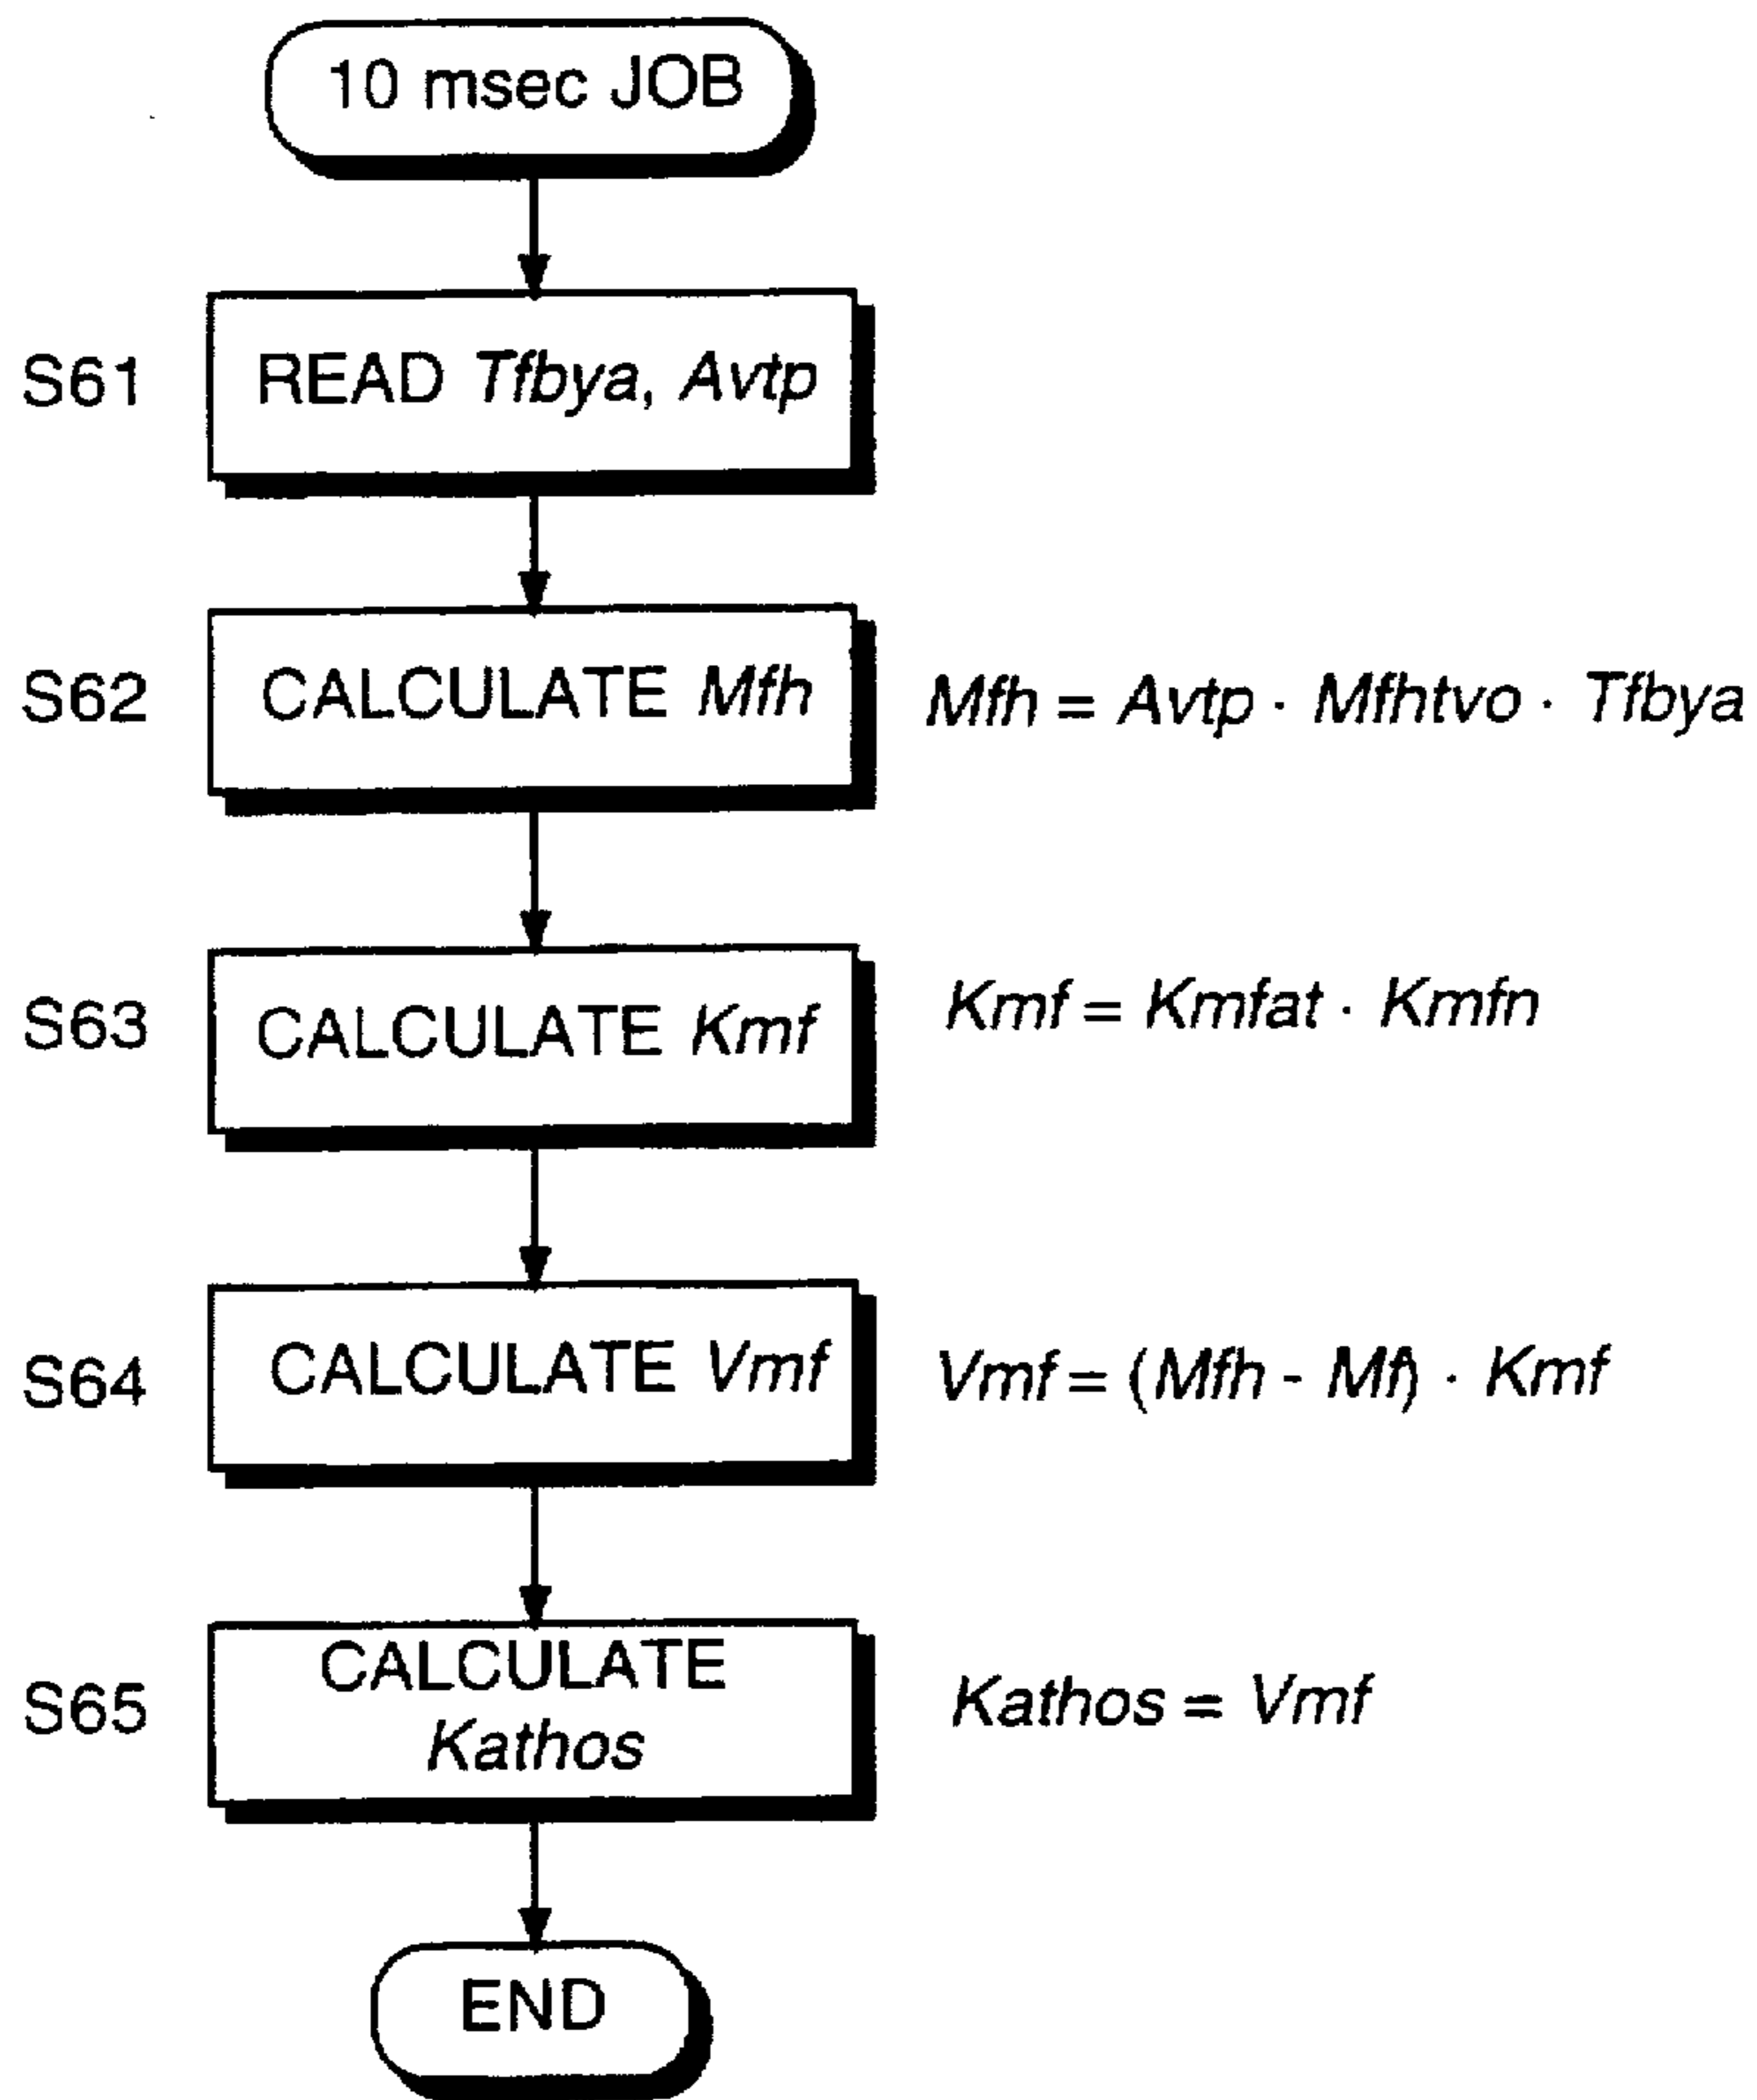 10 msec JOB
S61 READ Tfbya, Avtp
S62 CALCULATE Mfh Mfh = Avtp · Mfhtvo · Tfbya
S63 CALCULATE Kmf Kmf = Kmfat · Kmfn
S64 CALCULATE Vmf Vmf = (Mfh - Mf) · Kmf
S65 CALCULATE
Kathos
Kathos = Vmf
END